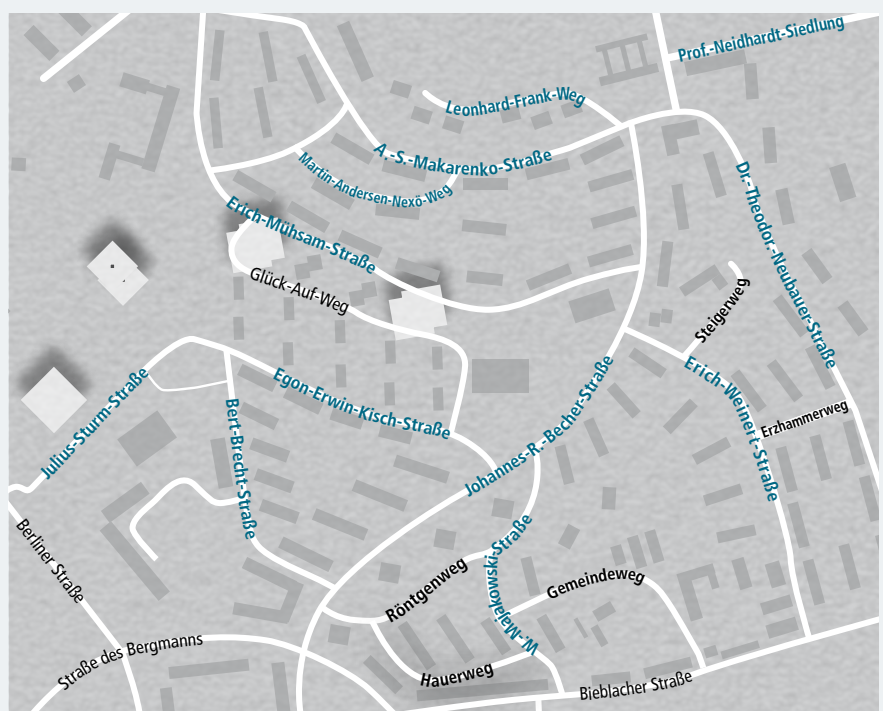 Prof.-Neidhardt-Siedlung
Leonhard-Frank-Weg
A.-S.-Makarenko-Straße
Martin-Andersen-Nexö-Weg
Dr.-Theodor.-Neubauer-Straße
Erich-Mühsam-Straße
Glück-Auf-Weg
Steigerweg
Julius-Sturm-Straße
Egon-Erwin-Kisch-Straße
Johannes-R.-Becher-Straße
Erich-Weinert-Straße
Erzhammerweg
Bert-Brecht-Straße
Berliner Straße
W.-Majakowski-Straße
Röntgenweg
Gemeindeweg
Straße des Bergmanns
Hauerweg
Bieblacher Straße